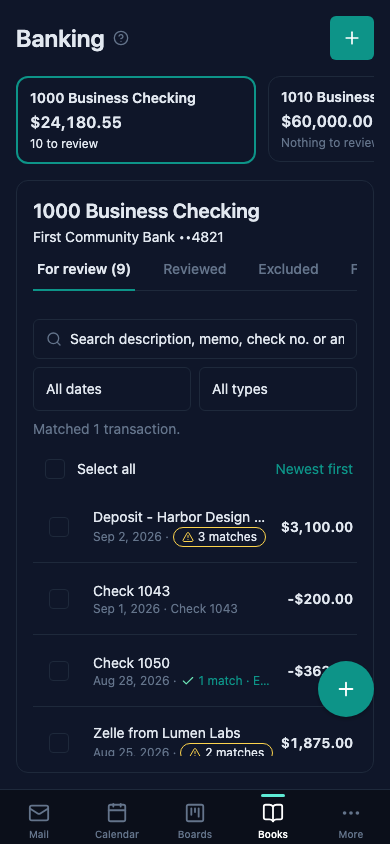 Banking
1000 Business Checking
$24,180.55
10 to review
1010 Business
$60,000.00
Nothing to review
1000 Business Checking
First Community Bank ••4821
For review (9) Reviewed Excluded F
Search description, memo, check no. or am
All dates All types
Matched 1 transaction.
Select all Newest first
Deposit - Harbor Design ... $3,100.00
Sep 2, 2026 · 3 matches
Check 1043 -$200.00
Sep 1, 2026 · Check 1043
Check 1050 -$362
Aug 28, 2026 · 1 match · E...
Zelle from Lumen Labs $1,875.00
Aug 25, 2026 · 2 matches
Mail Calendar Boards Books More